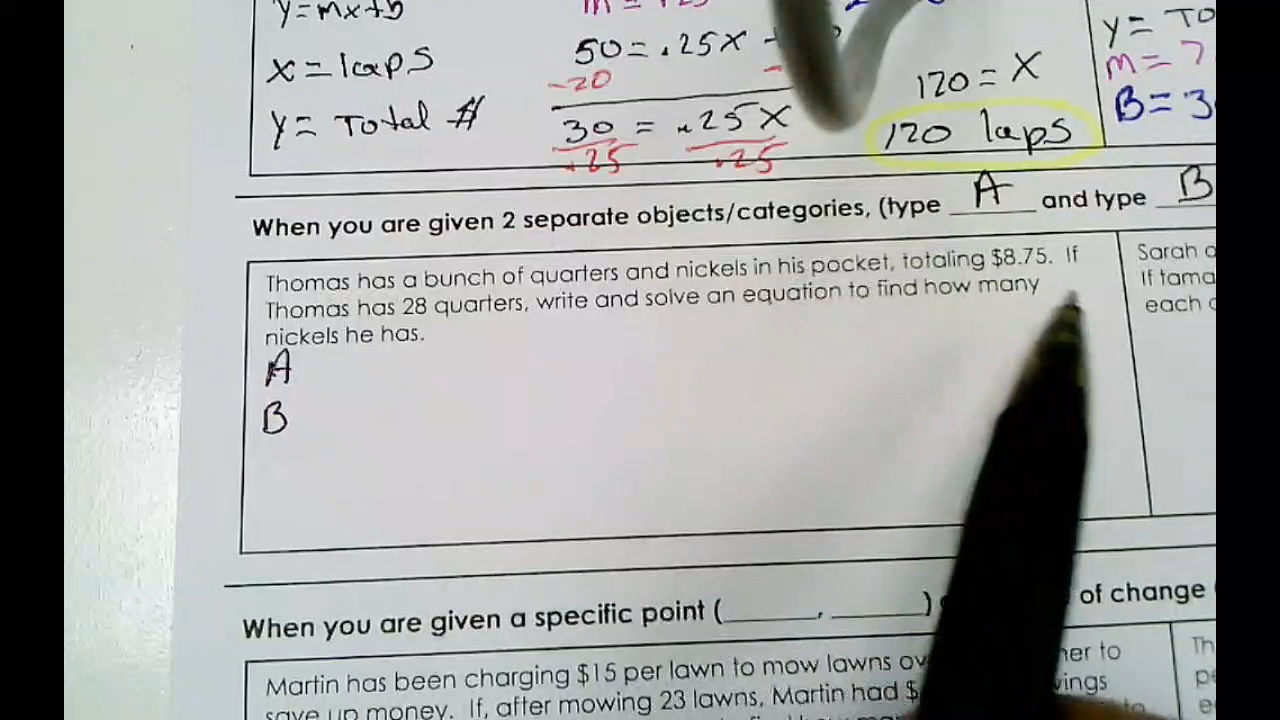 y=mx+b
50=.25x
Y= TO
x=laps
-20
120=X
m= 7
Y= Total #
30 = .25X
120 laps
B=3
.25 .25
When you are given 2 separate objects/categories, (type A and type B
Thomas has a bunch of quarters and nickels in his pocket, totaling $8.75. If
Thomas has 28 quarters, write and solve an equation to find how many
nickels he has.
Sarah
If
each
A
B
When you are given a specific point (______, ______) of change
Martin has been charging $15 per lawn to mow lawns
save up money. If, after mowing 23 lawns, Martin had $